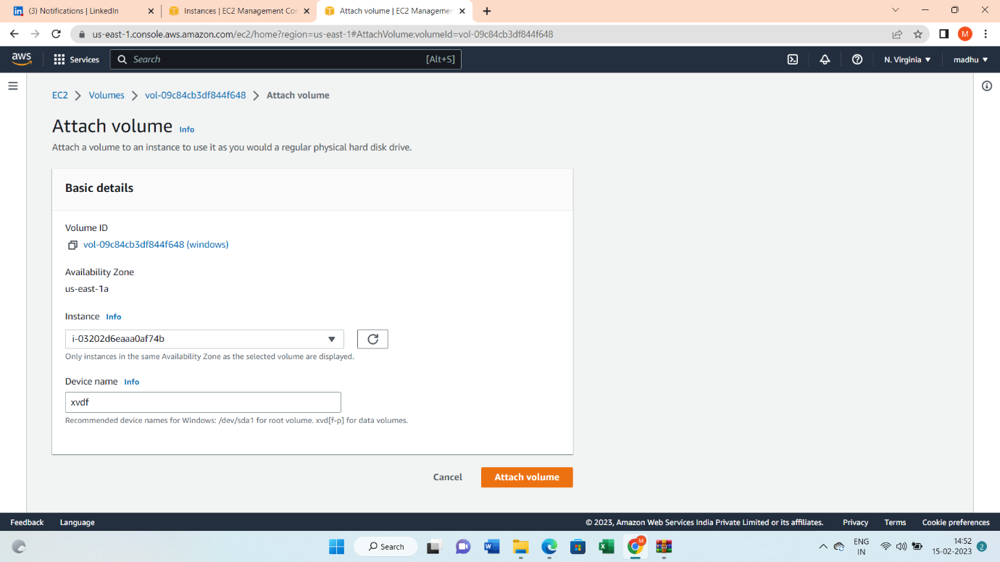 (3) Notifications | LinkedIn
Instances | EC2 Management Con
Attach volume | EC2 Managemen
us-east-1.console.aws.amazon.com/ec2/home?region=us-east-1#AttachVolume:volumeId=vol-09c84cb3df844f648
M
aws
Services
Search
[Alt+S]
N. Virginia
madhu
EC2 > Volumes > vol-09c84cb3df844f648 > Attach volume
Attach volume Info
Attach a volume to an instance to use it as you would a regular physical hard disk drive.
Basic details
Volume ID
vol-09c84cb3df844f648 (windows)
Availability Zone
us-east-1a
Instance Info
i-03202d6eaaa0af74b
Only instances in the same Availability Zone as the selected volume are displayed.
Device name Info
xvdf
Recommended device names for Windows: /dev/sda1 for root volume. xvd[f-p] for data volumes.
Cancel
Attach volume
Feedback
Language
© 2023, Amazon Web Services India Private Limited or its affiliates.
Privacy
Terms
Cookie preferences
Search
ENG
IN
14:52
15-02-2023
2